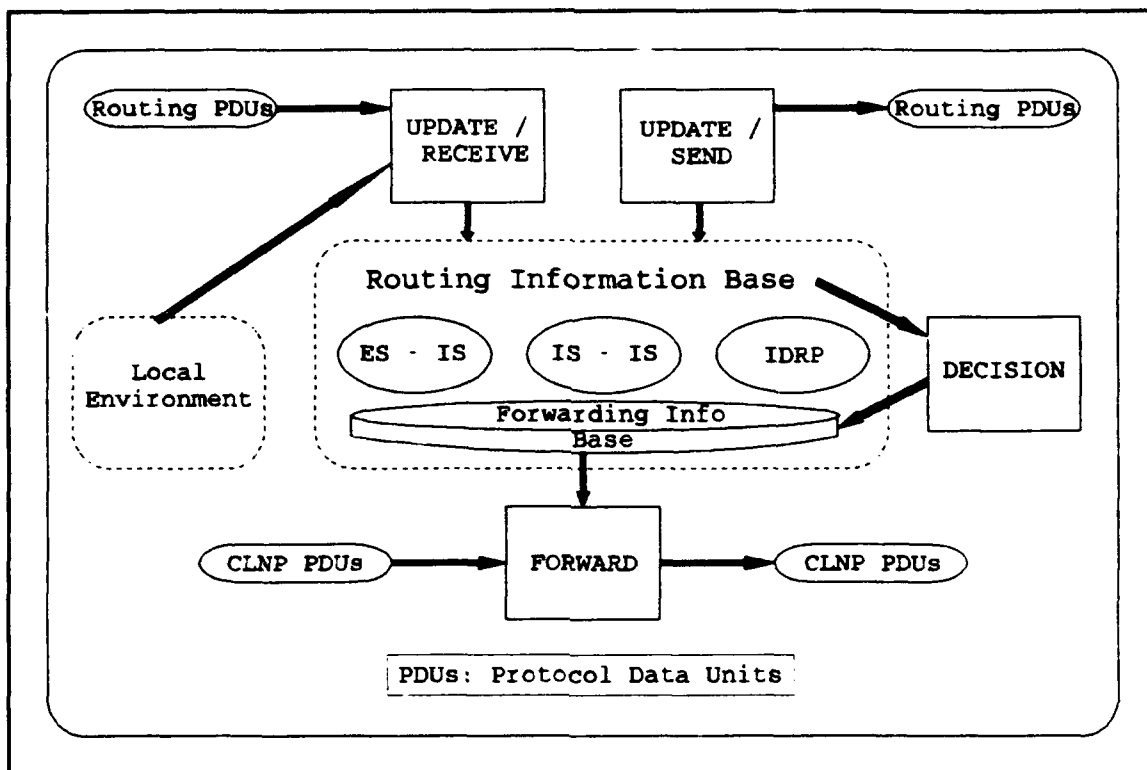 Routing PDUs
UPDATE /
RECEIVE
UPDATE /
SEND
Routing PDUs
Routing Information Base
ES - IS
IS - IS
IDRP
Local
Environment
DECISION
Forwarding Info
Base
CLNP PDUs
FORWARD
CLNP PDUs
PDUs: Protocol Data Units